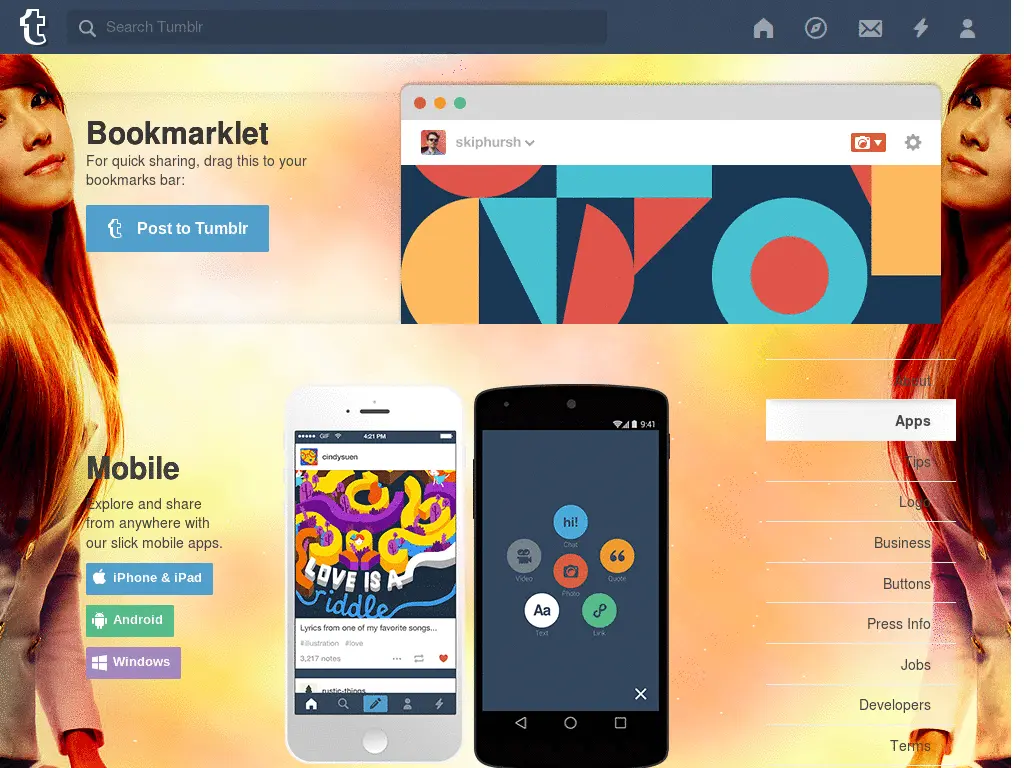 Search Tumblr
Bookmarklet
For quick sharing, drag this to your
bookmarks bar:
Post to Tumblr
skiphursh
About
Apps
Tips
Logo
Business
Buttons
Press Info
Jobs
Developers
Terms
Mobile
Explore and share
from anywhere with
our slick mobile apps.
iPhone & iPad
Android
Windows
GIF
4:21 PM
cindysuen
LOVE IS A
riddle
Lyrics from one of my favorite songs...
#illustration #love
3,217 notes
rustic-things
9:41
hi!
Chat
Video
Photo
Quote
Aa
Text
Link